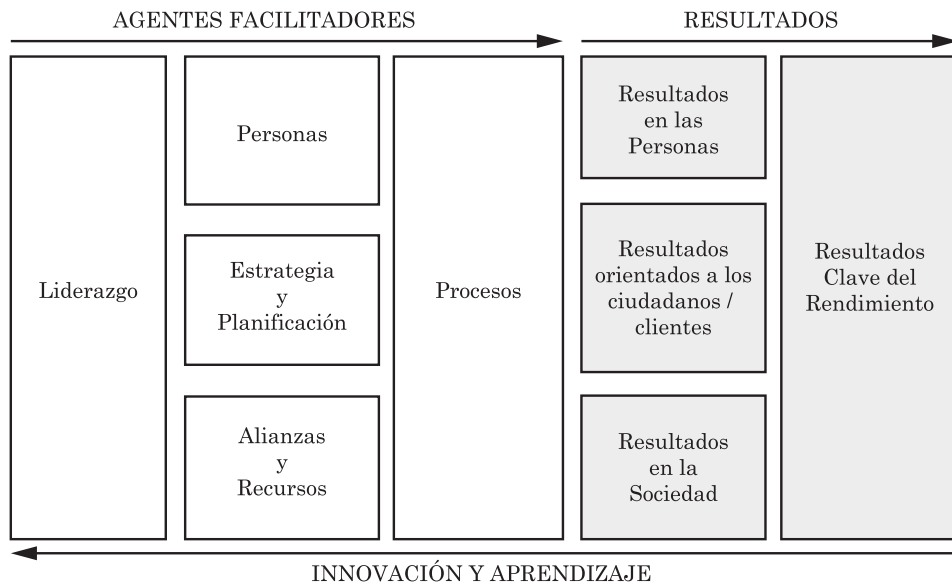 AGENTES FACILITADORES
RESULTADOS
Liderazgo
Personas
Estrategia
y
Planificación
Alianzas
y
Recursos
Procesos
Resultados
en las
Personas
Resultados
orientados a los
ciudadanos /
clientes
Resultados
en la
Sociedad
Resultados
Clave del
Rendimiento
INNOVACIÓN Y APRENDIZAJE